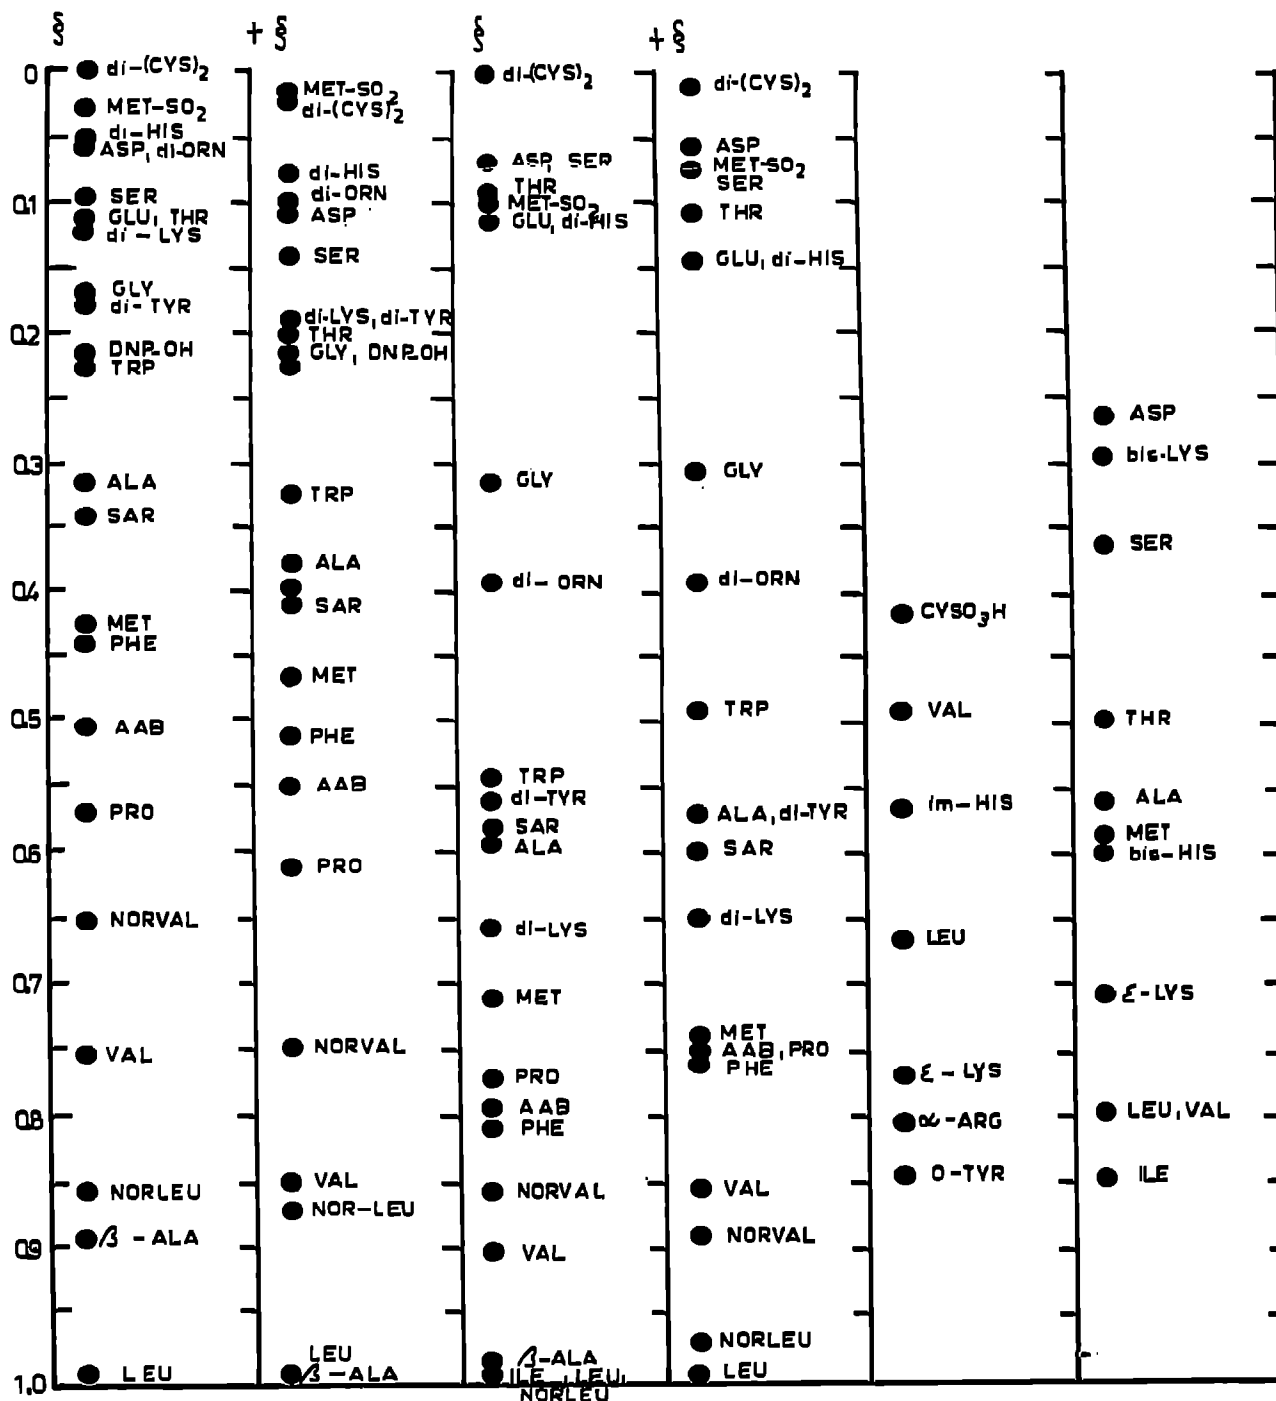 §
+ §
§
+ §
0
0.1
0.2
0.3
0.4
0.5
0.6
0.7
0.8
0.9
1.0
di-(CYS)2
MET-SO2
di-HIS
ASP, di-ORN
SER
GLU, THR
di-LYS
GLY
di-TYR
DNP-OH
TRP
ALA
SAR
MET
PHE
AAB
PRO
NORVAL
VAL
NORLEU
β-ALA
LEU
MET-SO2
di-(CYS)2
di-HIS
di-ORN
ASP
SER
di-LYS, di-TYR
THR
GLY, DNP-OH
TRP
ALA
SAR
MET
PHE
AAB
PRO
NORVAL
VAL
NOR-LEU
LEU
β-ALA
di-(CYS)2
ASP, SER
THR
MET-SO2
GLU, di-HIS
GLY
di-ORN
TRP
di-TYR
SAR
ALA
di-LYS
MET
PRO
AAB
PHE
NORVAL
VAL
β-ALA
ILE, LEU,
NORLEU
di-(CYS)2
ASP
MET-SO2
SER
THR
GLU, di-HIS
GLY
di-ORN
TRP
ALA, di-TYR
SAR
di-LYS
MET
AAB, PRO
PHE
VAL
NORVAL
NORLEU
LEU
CYSO3H
VAL
im-HIS
LEU
ε-LYS
α-ARG
O-TYR
ASP
bis-LYS
SER
THR
ALA
MET
bis-HIS
ε-LYS
LEU, VAL
ILE